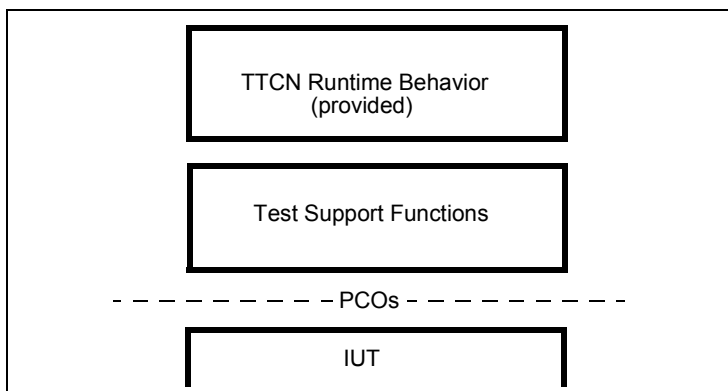 TTCN Runtime Behavior
(provided)
Test Support Functions
PCOs
IUT